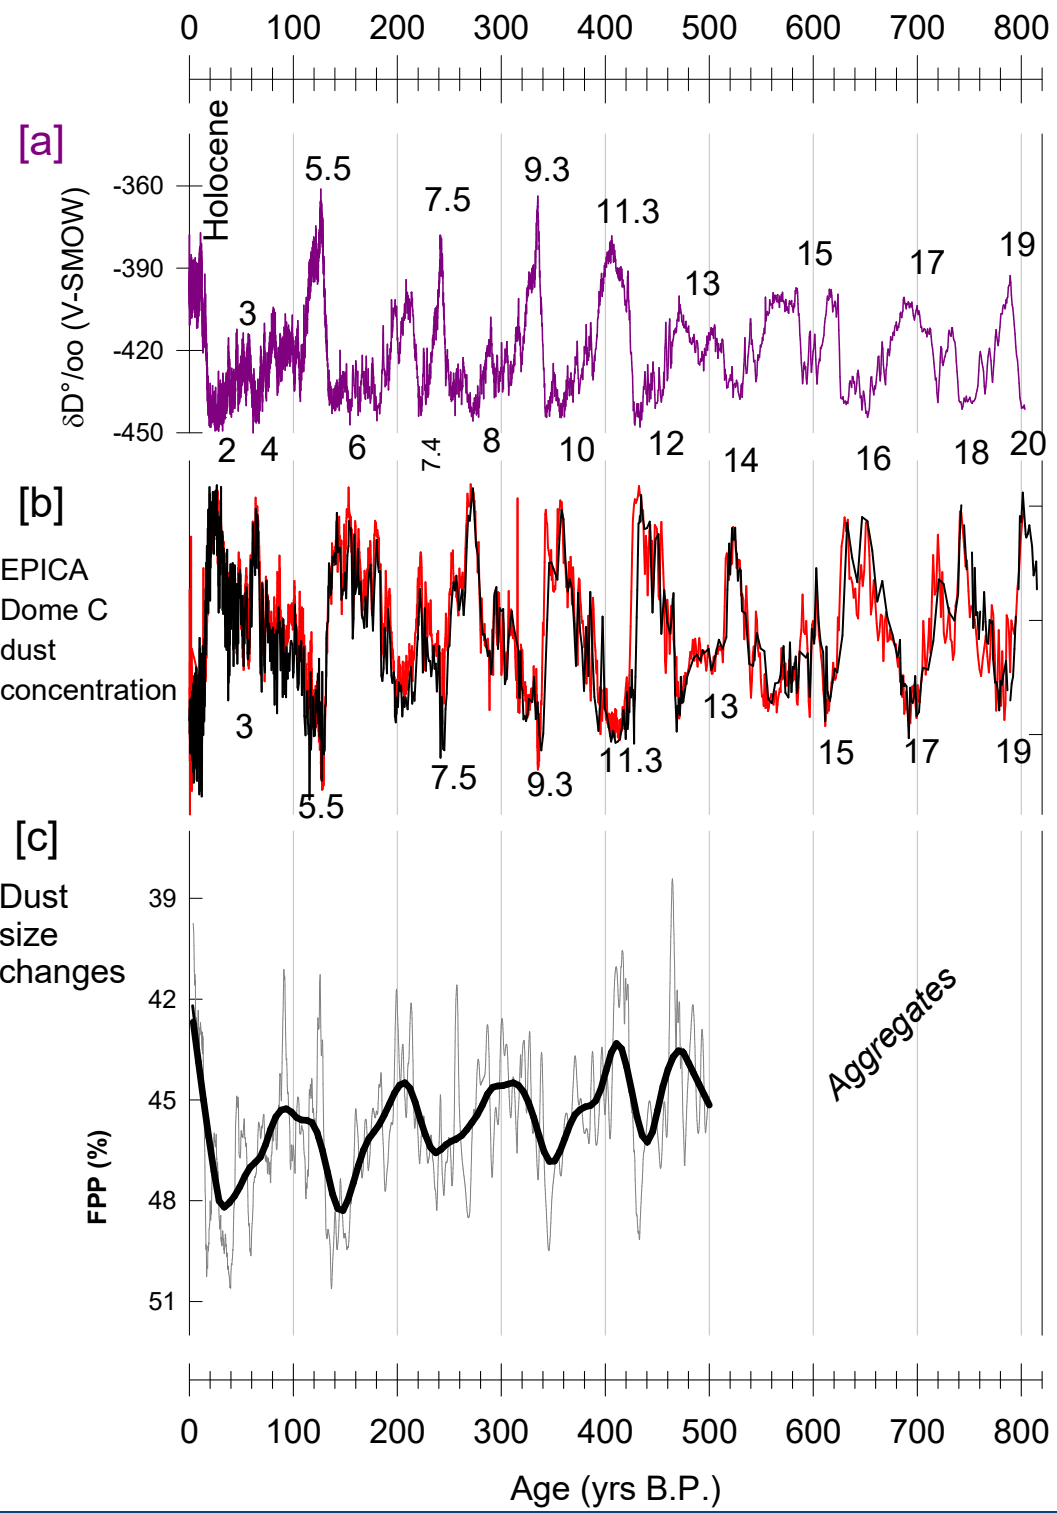 0 100 200 300 400 500 600 700 800
[a]
Holocene
δD°/oo (V-SMOW)
-360
-390
-420
-450
3
5.5
7.5
9.3
11.3
13
15
17
19
2
4
6
7.4
8
10
12
14
16
18
20
[b]
EPICA
Dome C
dust
concentration
3
5.5
7.5
9.3
11.3
13
15
17
19
[c]
Dust
size
changes
39
42
45
48
51
FPP (%)
Aggregates
0 100 200 300 400 500 600 700 800
Age (yrs B.P.)